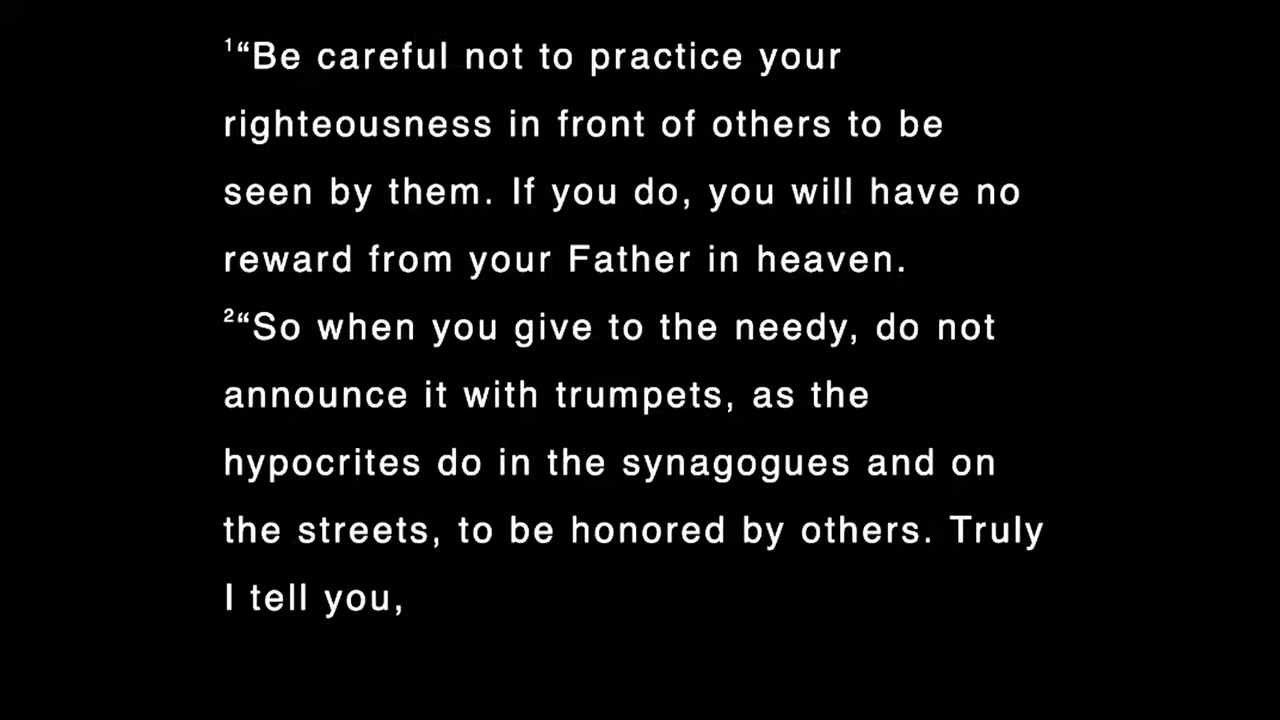 ¹“Be careful not to practice your
righteousness in front of others to be
seen by them. If you do, you will have no
reward from your Father in heaven.
²“So when you give to the needy, do not
announce it with trumpets, as the
hypocrites do in the synagogues and on
the streets, to be honored by others. Truly
I tell you,